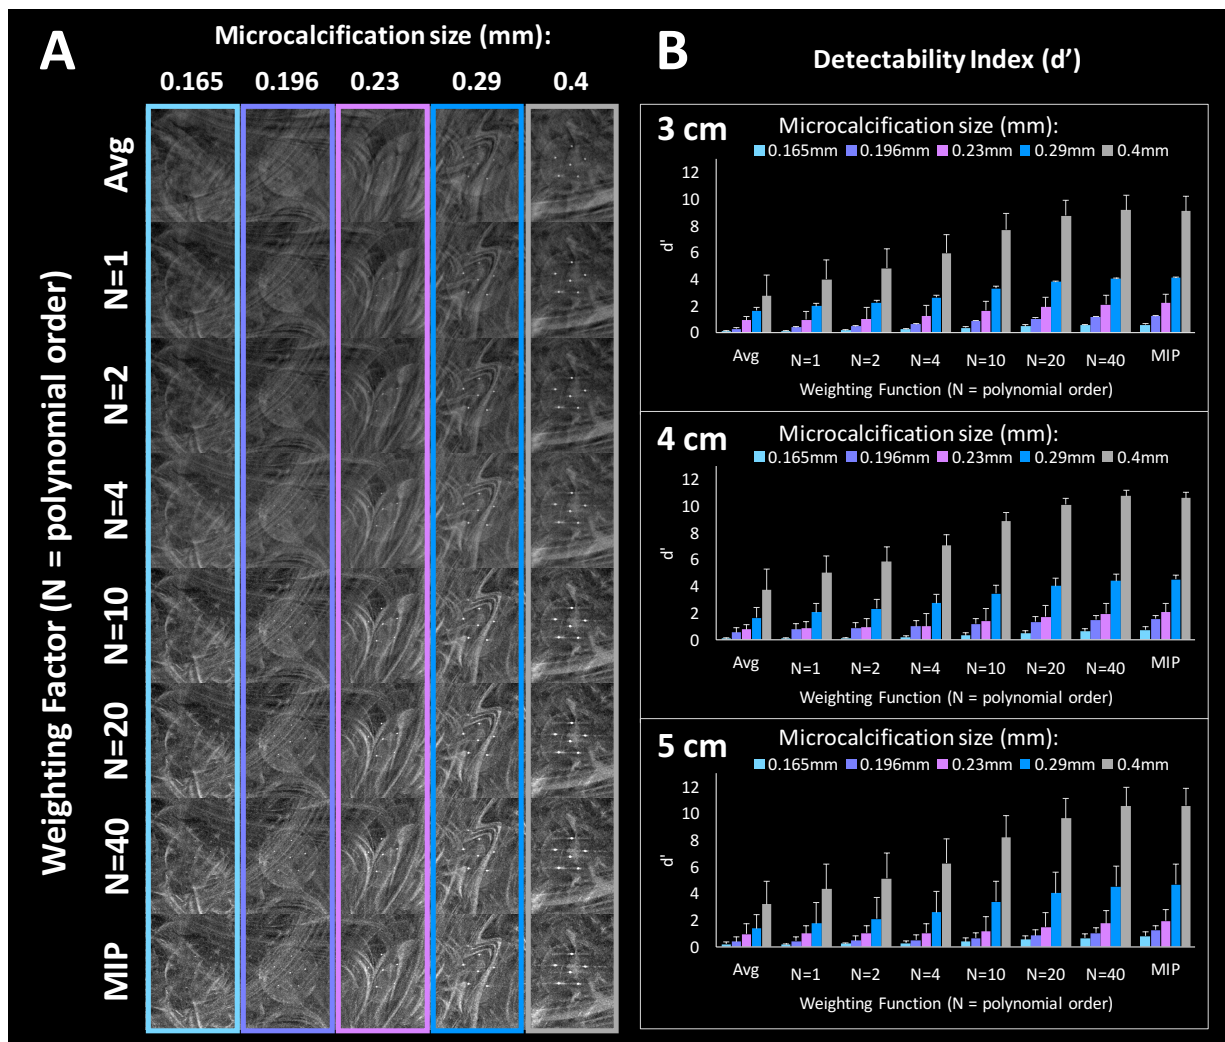 A
Microcalcification size (mm):
0.165 0.196 0.23 0.29 0.4
Weighting Factor (N = polynomial order)
Avg
N=1
N=2
N=4
N=10
N=20
N=40
MIP
B
Detectability Index (d')
3 cm
Microcalcification size (mm):
0.165mm 0.196mm 0.23mm 0.29mm 0.4mm
12
10
8
6
4
2
0
d'
Avg N=1 N=2 N=4 N=10 N=20 N=40 MIP
Weighting Function (N = polynomial order)
4 cm
Microcalcification size (mm):
0.165mm 0.196mm 0.23mm 0.29mm 0.4mm
12
10
8
6
4
2
0
d'
Avg N=1 N=2 N=4 N=10 N=20 N=40 MIP
Weighting Function (N = polynomial order)
5 cm
Microcalcification size (mm):
0.165mm 0.196mm 0.23mm 0.29mm 0.4mm
12
10
8
6
4
2
0
d'
Avg N=1 N=2 N=4 N=10 N=20 N=40 MIP
Weighting Function (N = polynomial order)